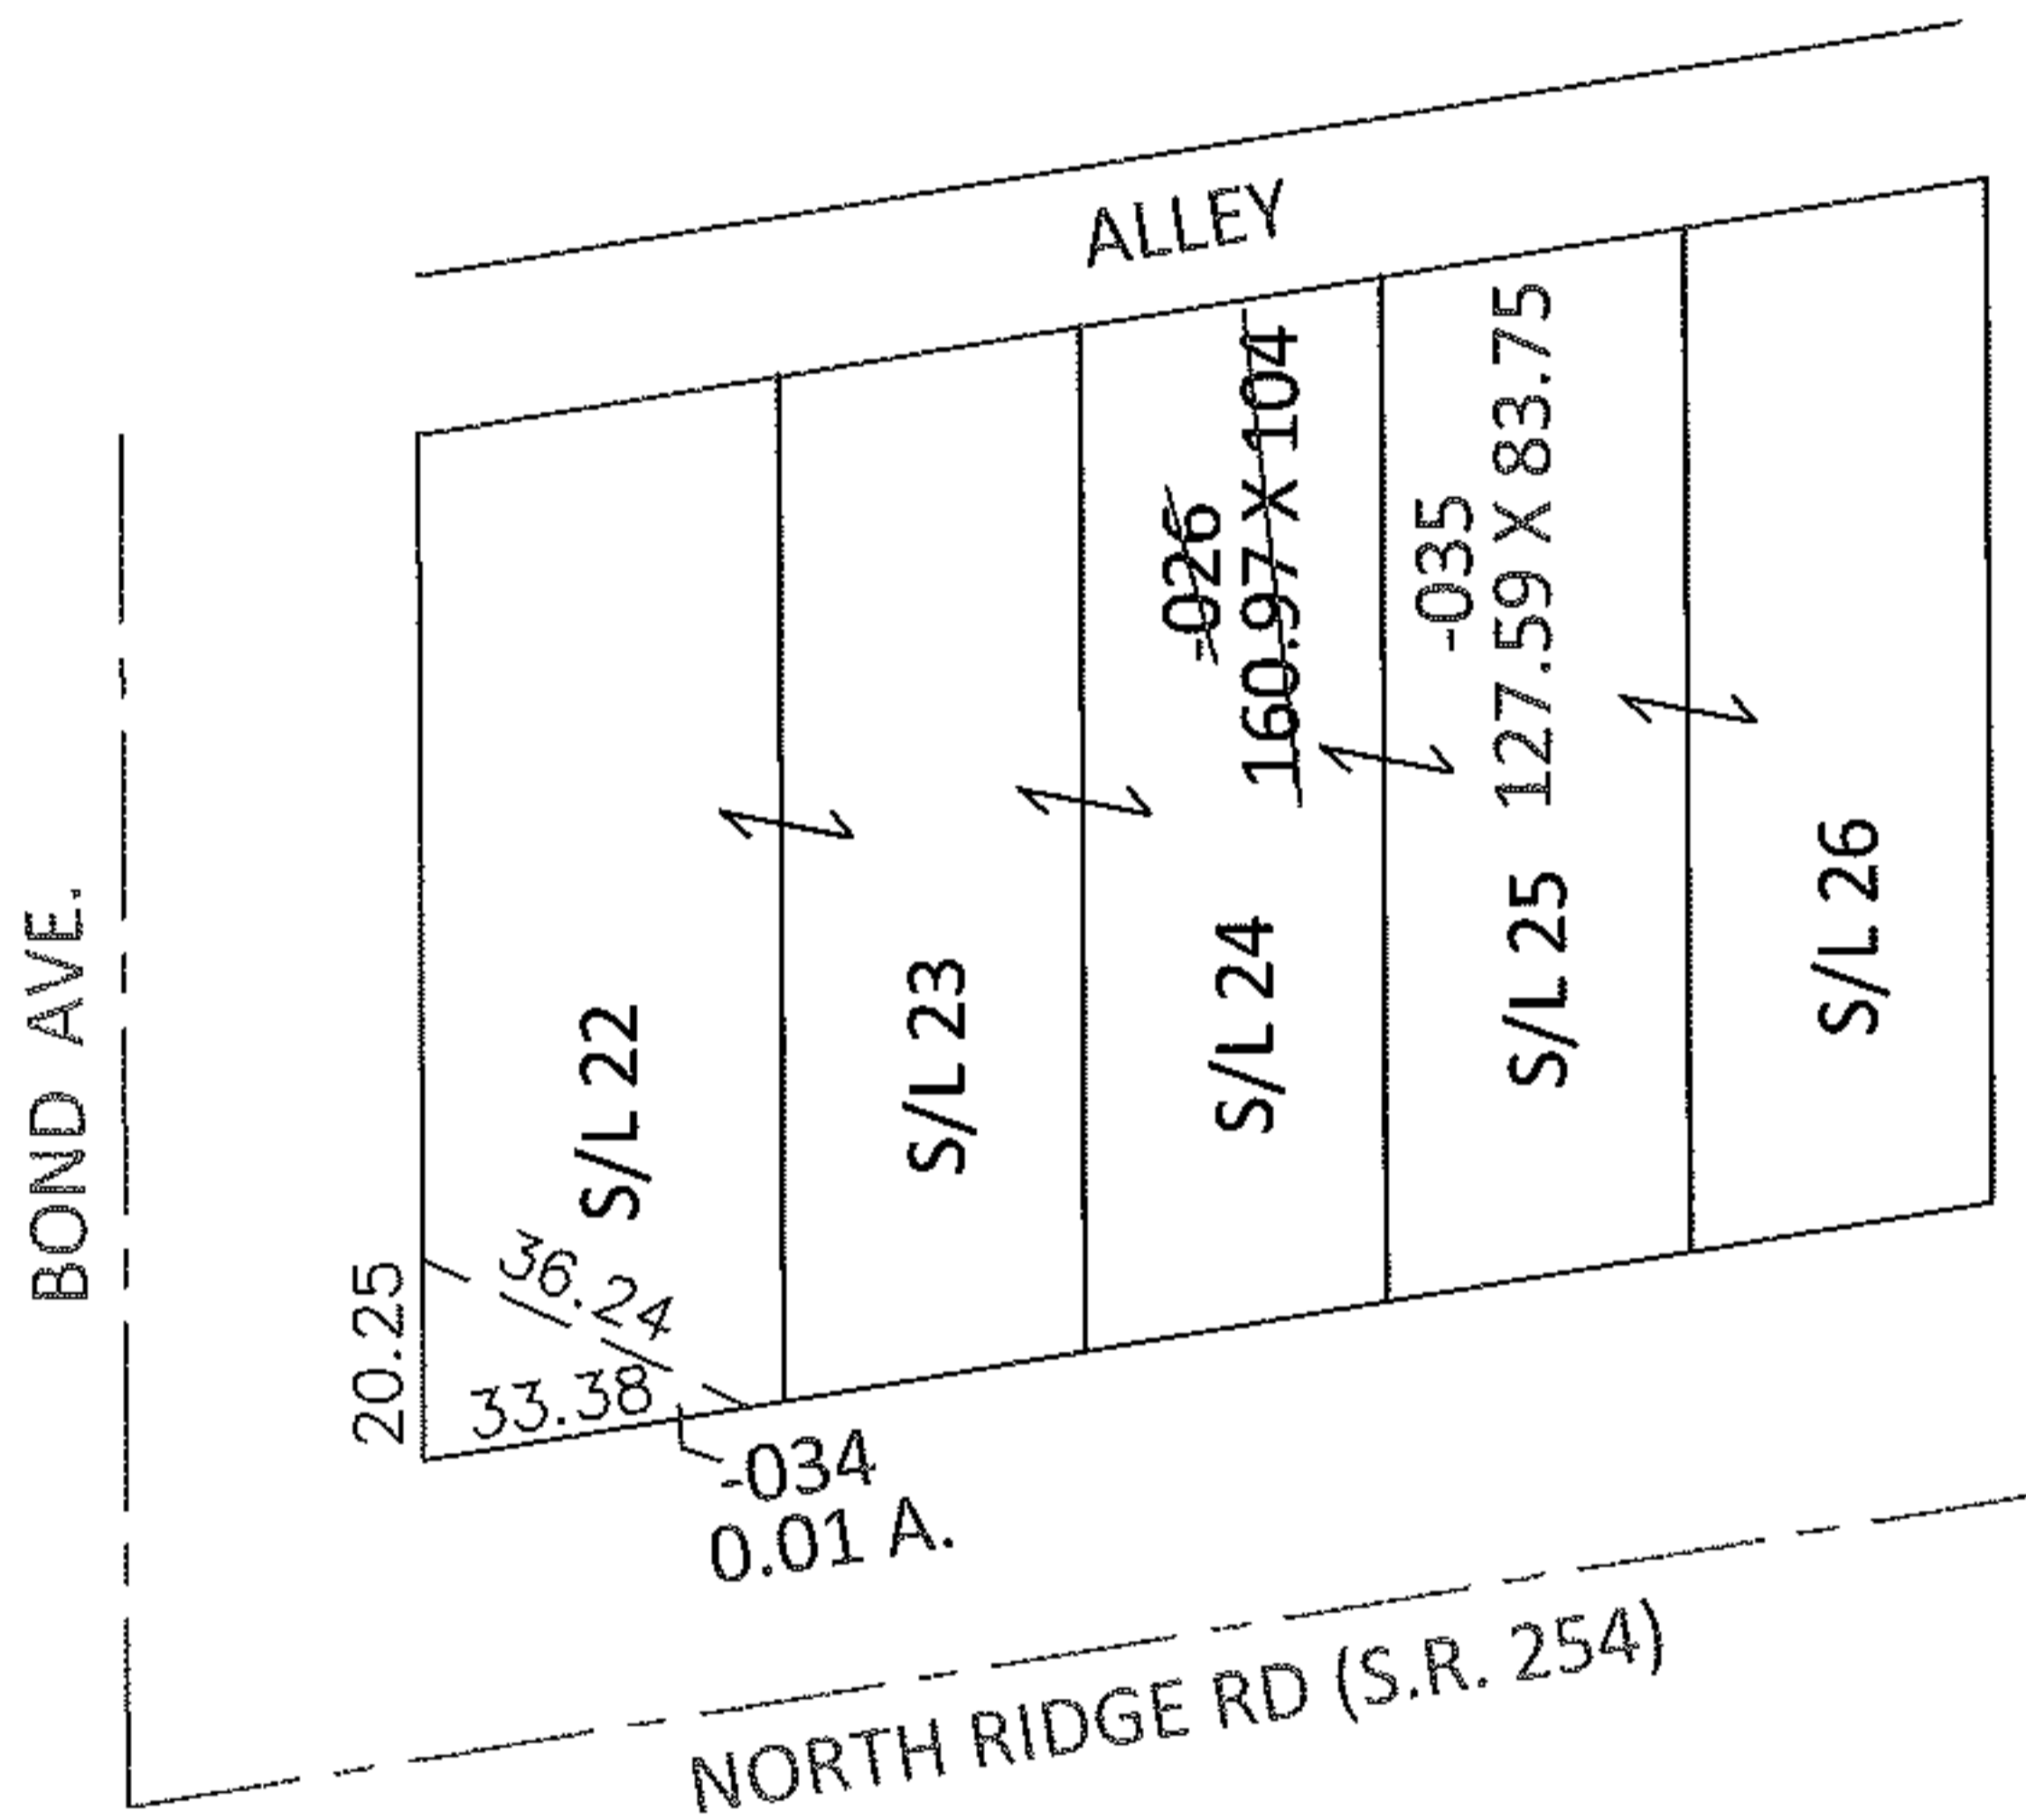 ALLEY
BOND AVE.
-026
160.97 X 104
-035
127.59 X 83.75
S/L 22
S/L 23
S/L 24
S/L 25
S/L 26
20.25
36.24
33.38
-034
0.01 A.
NORTH RIDGE RD (S.R. 254)